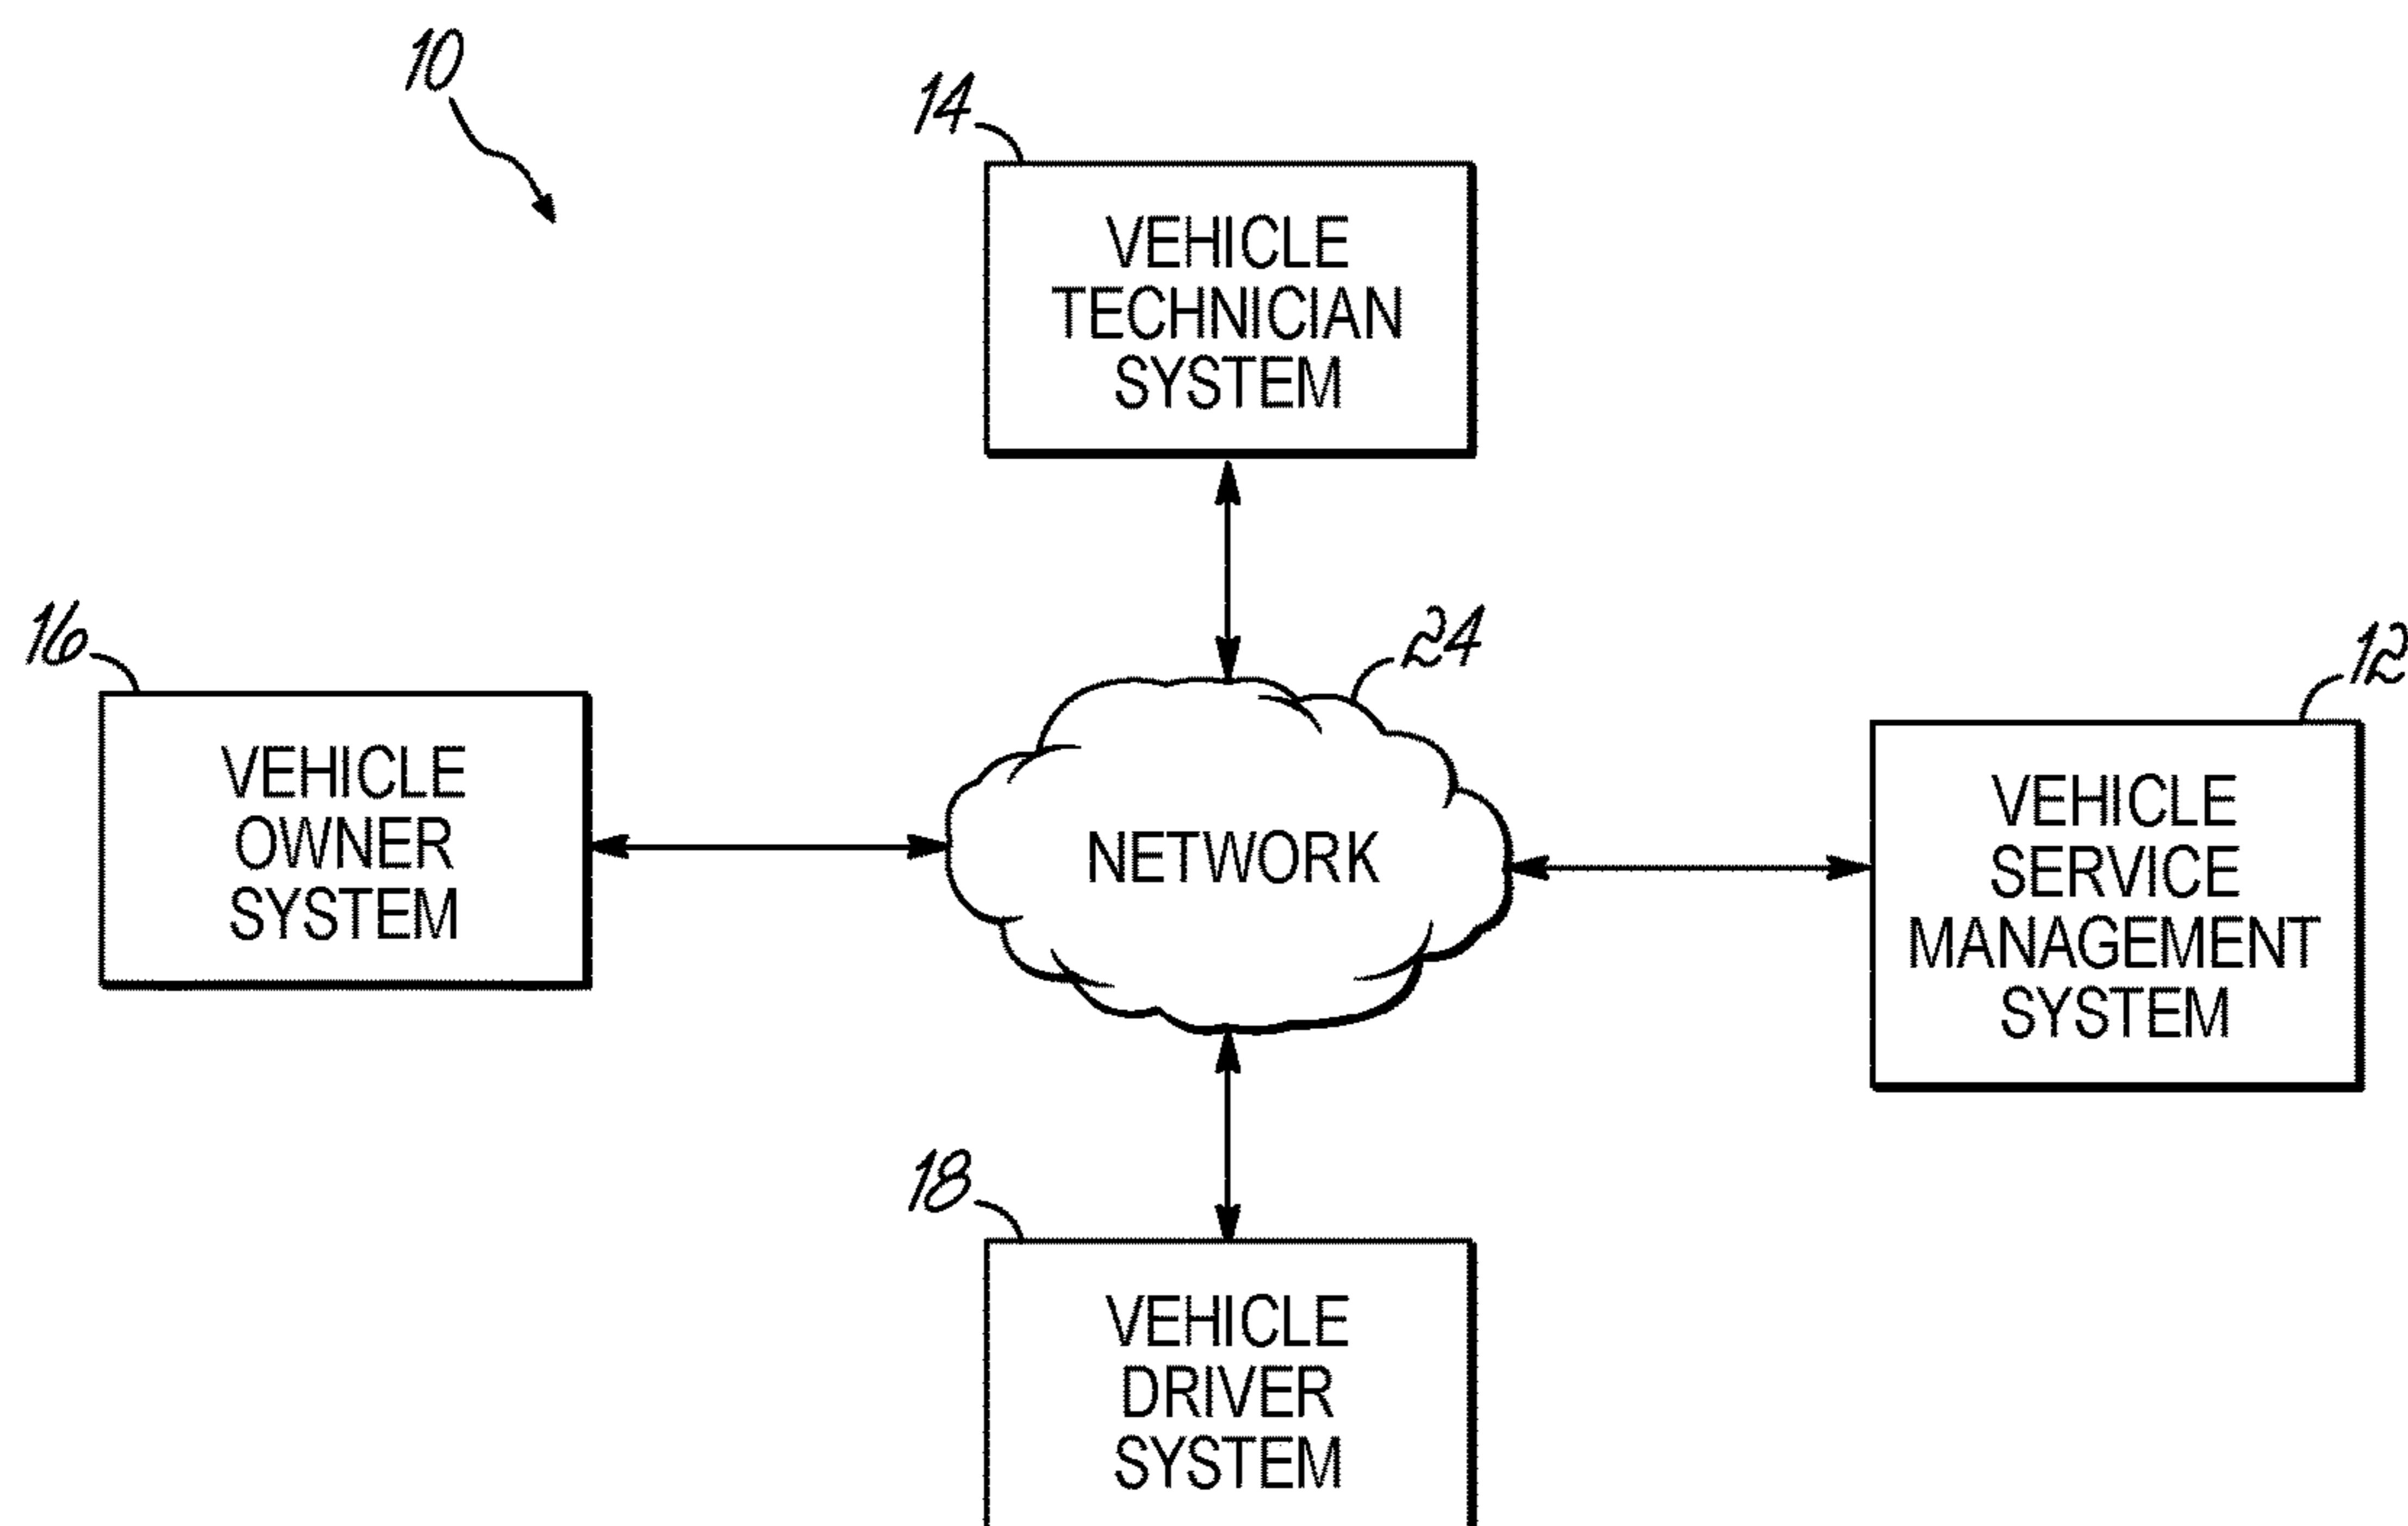 10
14
VEHICLE
TECHNICIAN
SYSTEM
16
VEHICLE
OWNER
SYSTEM
24
NETWORK
12
VEHICLE
SERVICE
MANAGEMENT
SYSTEM
18
VEHICLE
DRIVER
SYSTEM